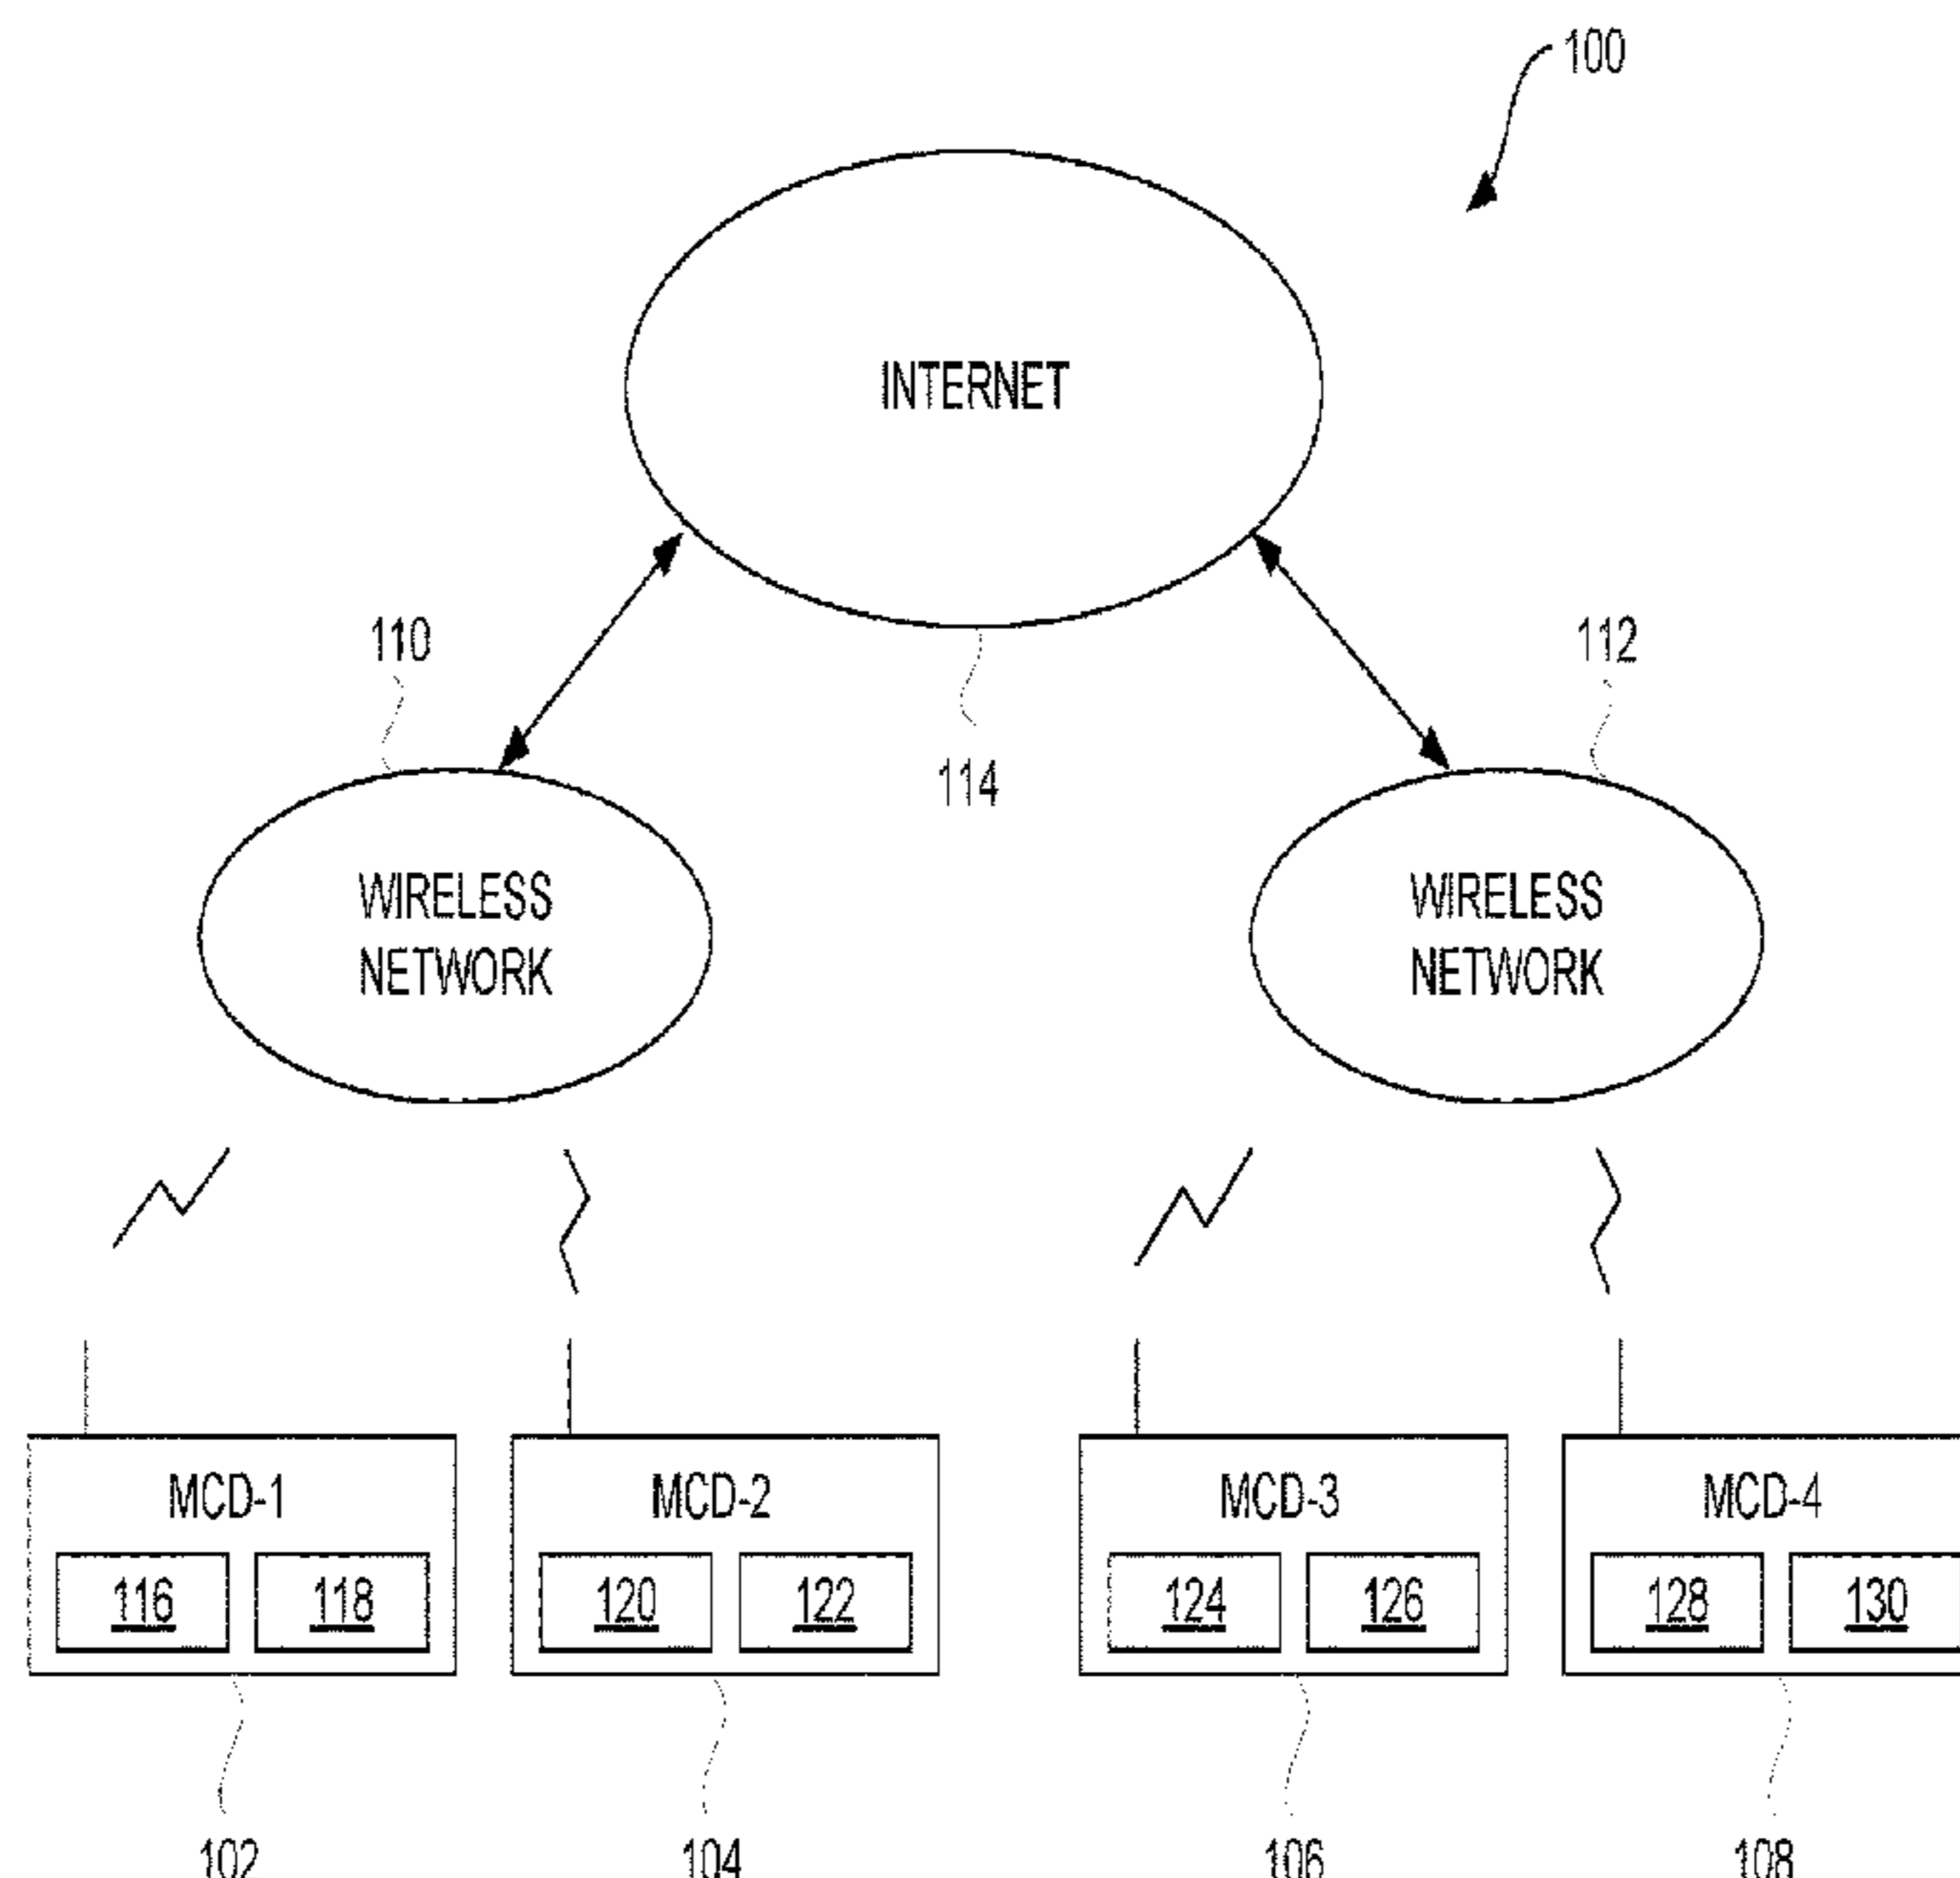 100
INTERNET
110
112
114
WIRELESS
NETWORK
WIRELESS
NETWORK
MCD-1
MCD-2
MCD-3
MCD-4
116
118
120
122
124
126
128
130
102
104
106
108